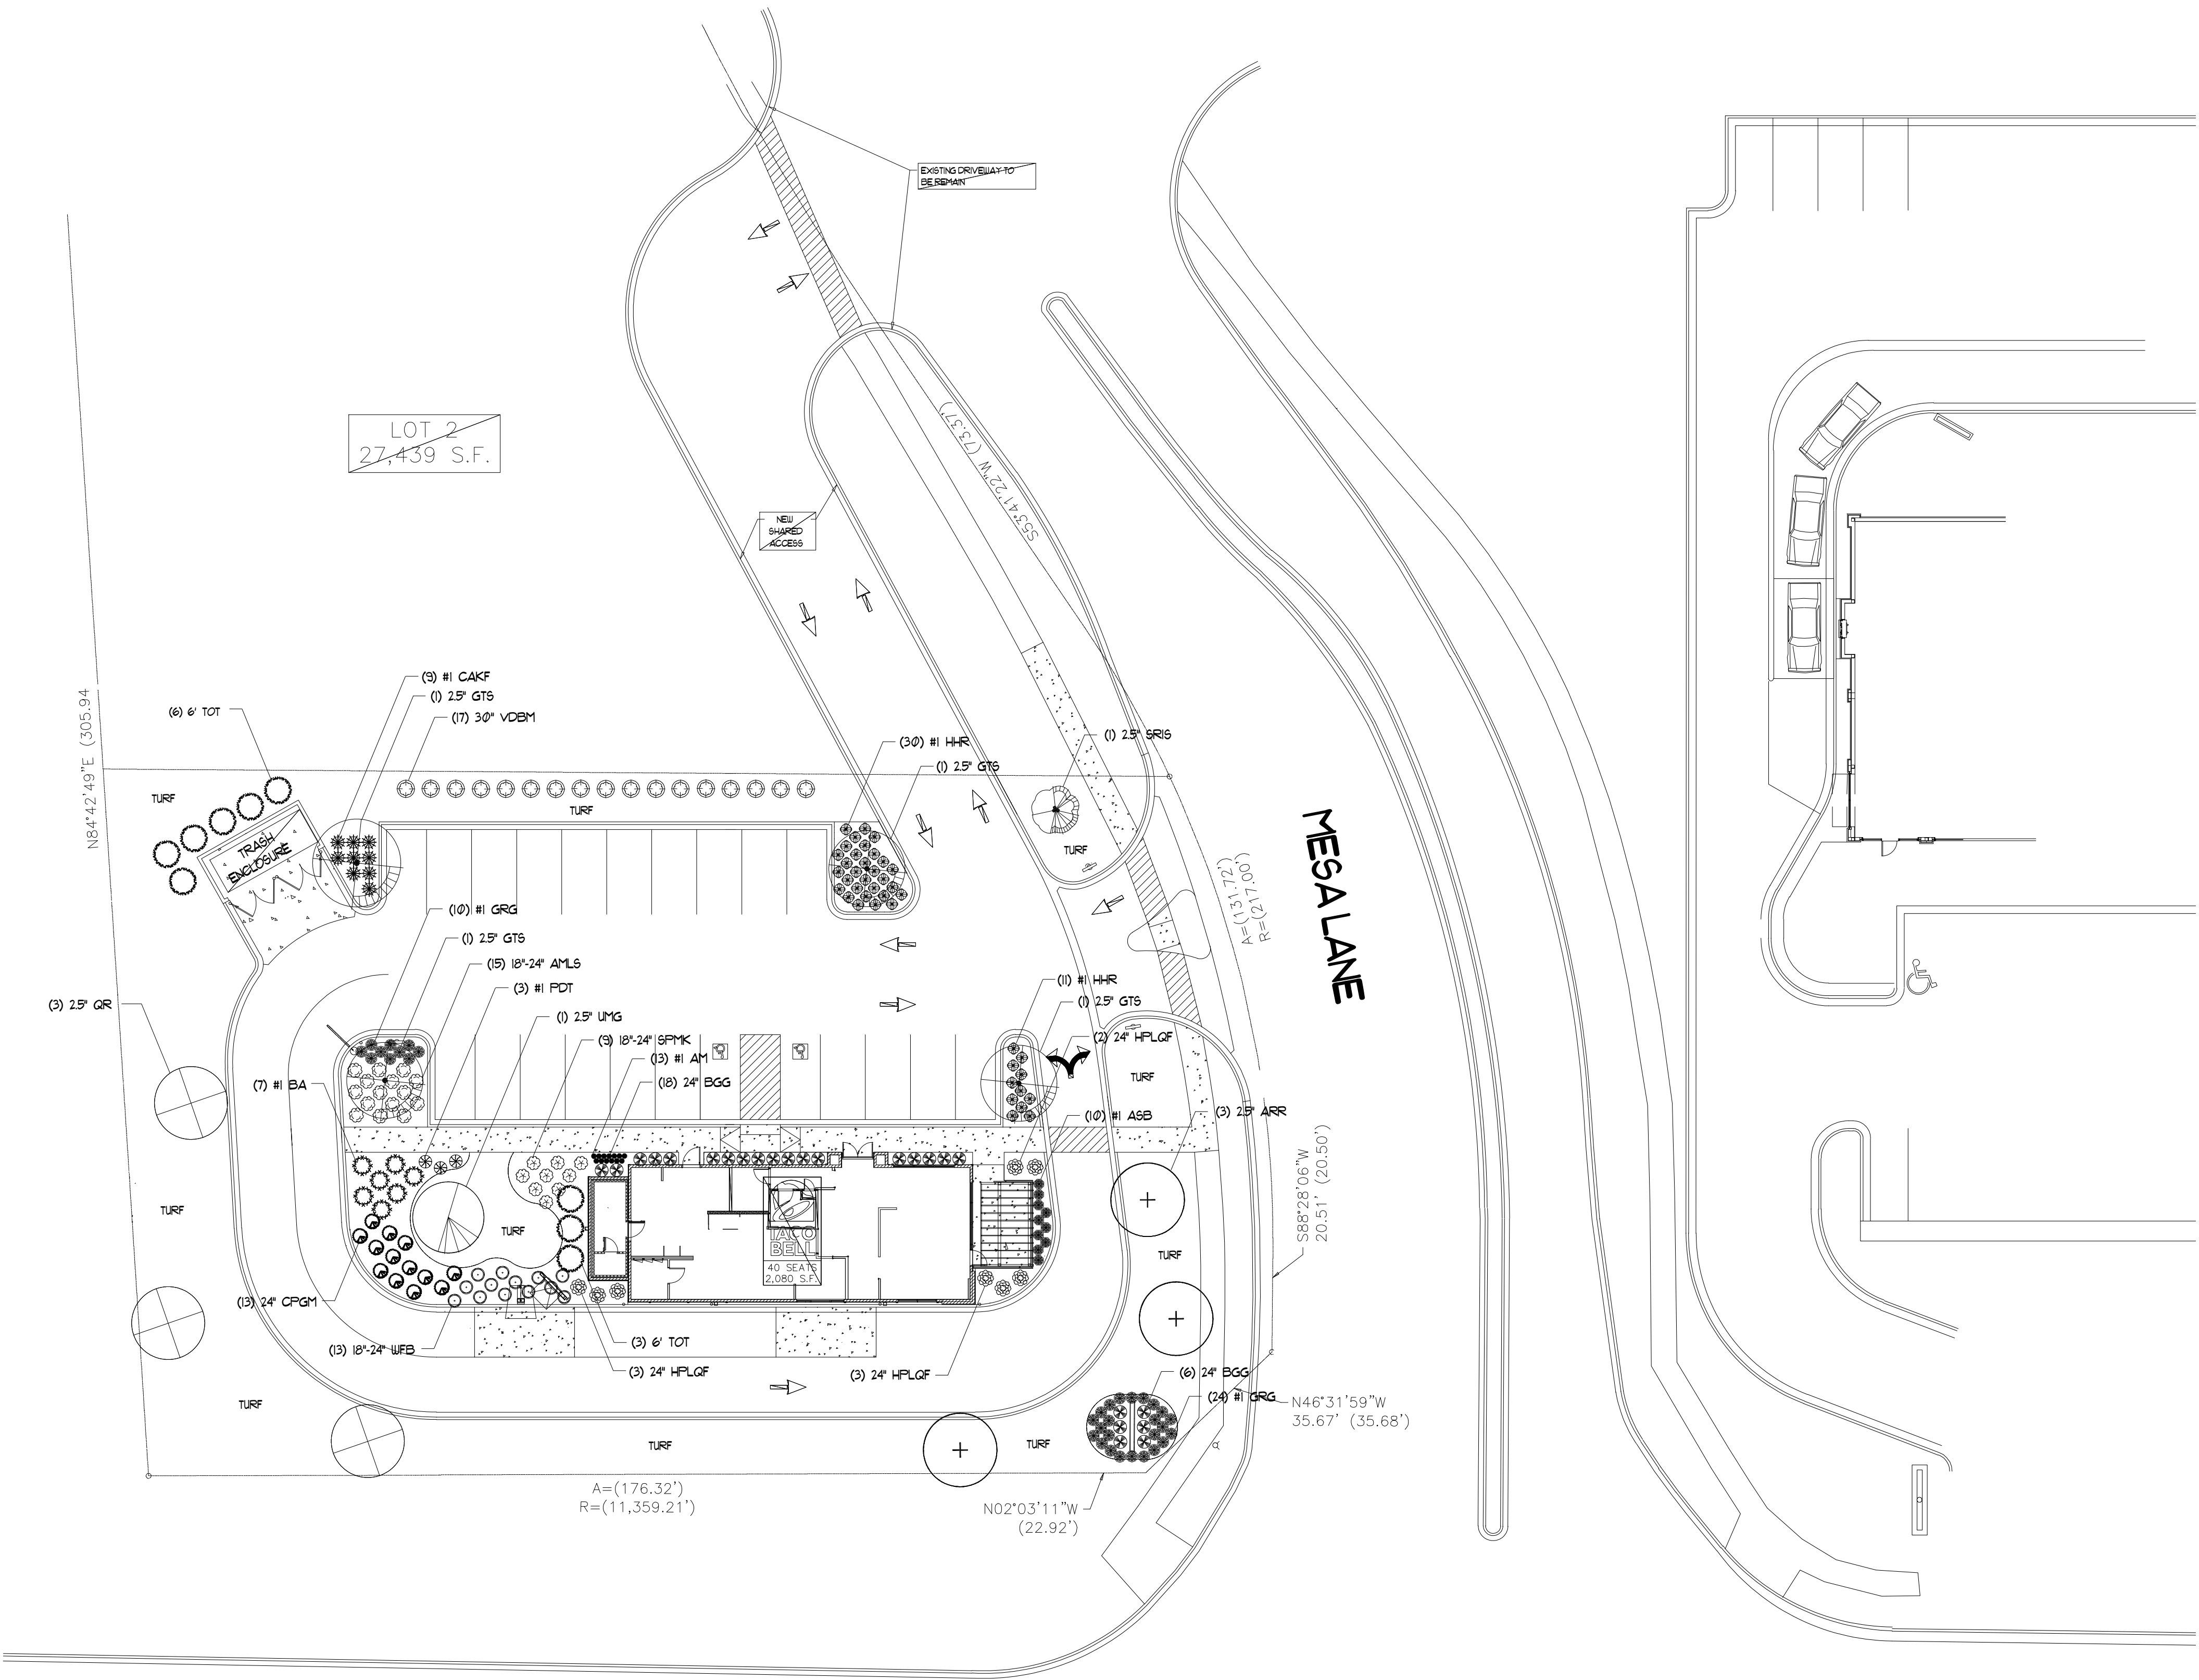 EXISTING DRIVEWAY TO
BE REMAIN
LOT 2
27,439 S.F.
S53°41'22"W (73.37')
NEW
SHARED
ACCESS
N84°42'49"E (305.94
(9) #1 CAKF
(1) 2.5" GTS
(17) 30" VDBM
(6) 6' TOT
(30) #1 HHR
(1) 2.5" GTS
(1) 2.5" SRIS
TURF
TURF
TURF
TRASH
ENCLOSURE
MESA LANE
A=(131.72')
R=(217.00')
(10) #1 GRG
(1) 2.5" GTS
(15) 18"-24" AMLS
(3) #1 PDT
(3) 2.5" QR
(1) 2.5" UMG
(9) 18"-24" SPMK
(13) #1 AM
(18) 24" BGG
(7) #1 BA
(11) #1 HHR
(1) 2.5" GTS
(2) 24" HPLQF
TURF
(10) #1 ASB
(3) 2.5" ARR
S88°28'06"W
20.51' (20.50')
TURF
TURF
TURF
TACO
BELL
40 SEATS
2,080 S.F.
(13) 24" CPGM
(13) 18"-24" WFB
(3) 6' TOT
(3) 24" HPLQF
(3) 24" HPLQF
(6) 24" BGG
(24) #1 GRG
N46°31'59"W
35.67' (35.68')
TURF
TURF
TURF
A=(176.32')
R=(11,359.21')
N02°03'11"W
(22.92')